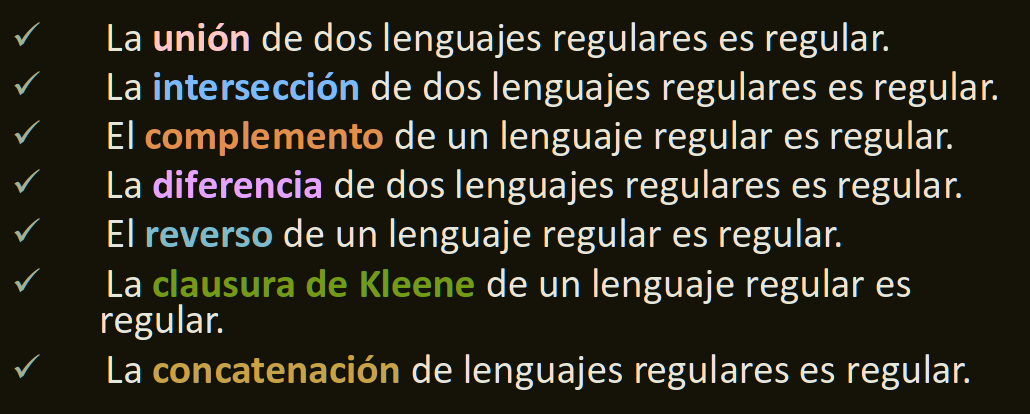 ✓ La unión de dos lenguajes regulares es regular.
✓ La intersección de dos lenguajes regulares es regular.
✓ El complemento de un lenguaje regular es regular.
✓ La diferencia de dos lenguajes regulares es regular.
✓ El reverso de un lenguaje regular es regular.
✓ La clausura de Kleene de un lenguaje regular es
regular.
✓ La concatenación de lenguajes regulares es regular.